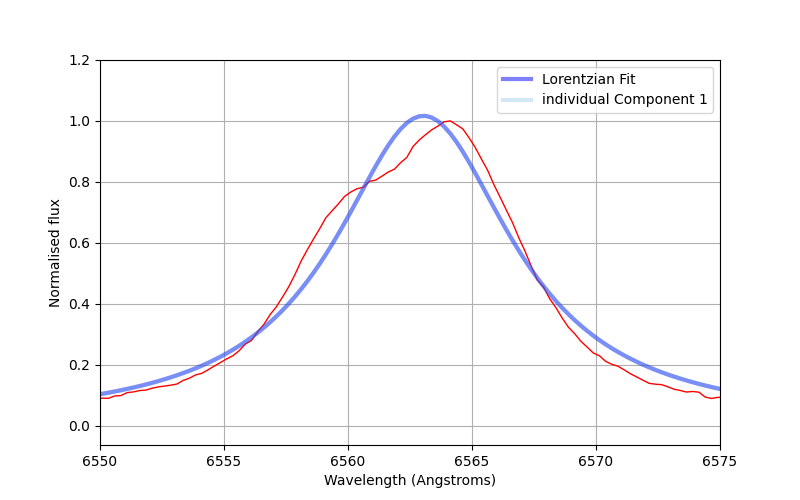 1.2
1.0
0.8
0.6
0.4
0.2
0.0
Normalised flux
Lorentzian Fit
individual Component 1
6550 6555 6560 6565 6570 6575
Wavelength (Angstroms)